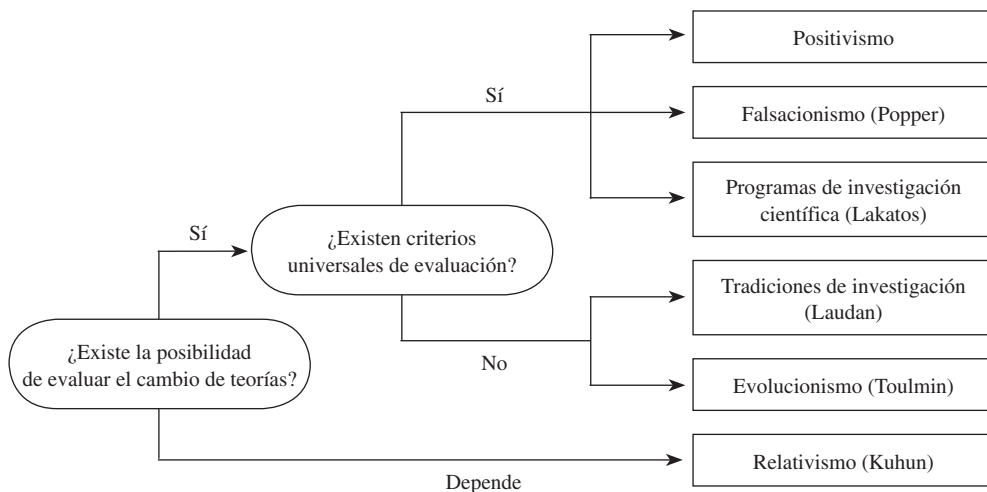 Positivismo
Sí
Falsacionismo (Popper)
Programas de investigación
científica (Lakatos)
¿Existen criterios
universales de evaluación?
Sí
Tradiciones de investigación
(Laudan)
¿Existe la posibilidad
de evaluar el cambio de teorías?
No
Evolucionismo (Toulmin)
Relativismo (Kuhun)
Depende